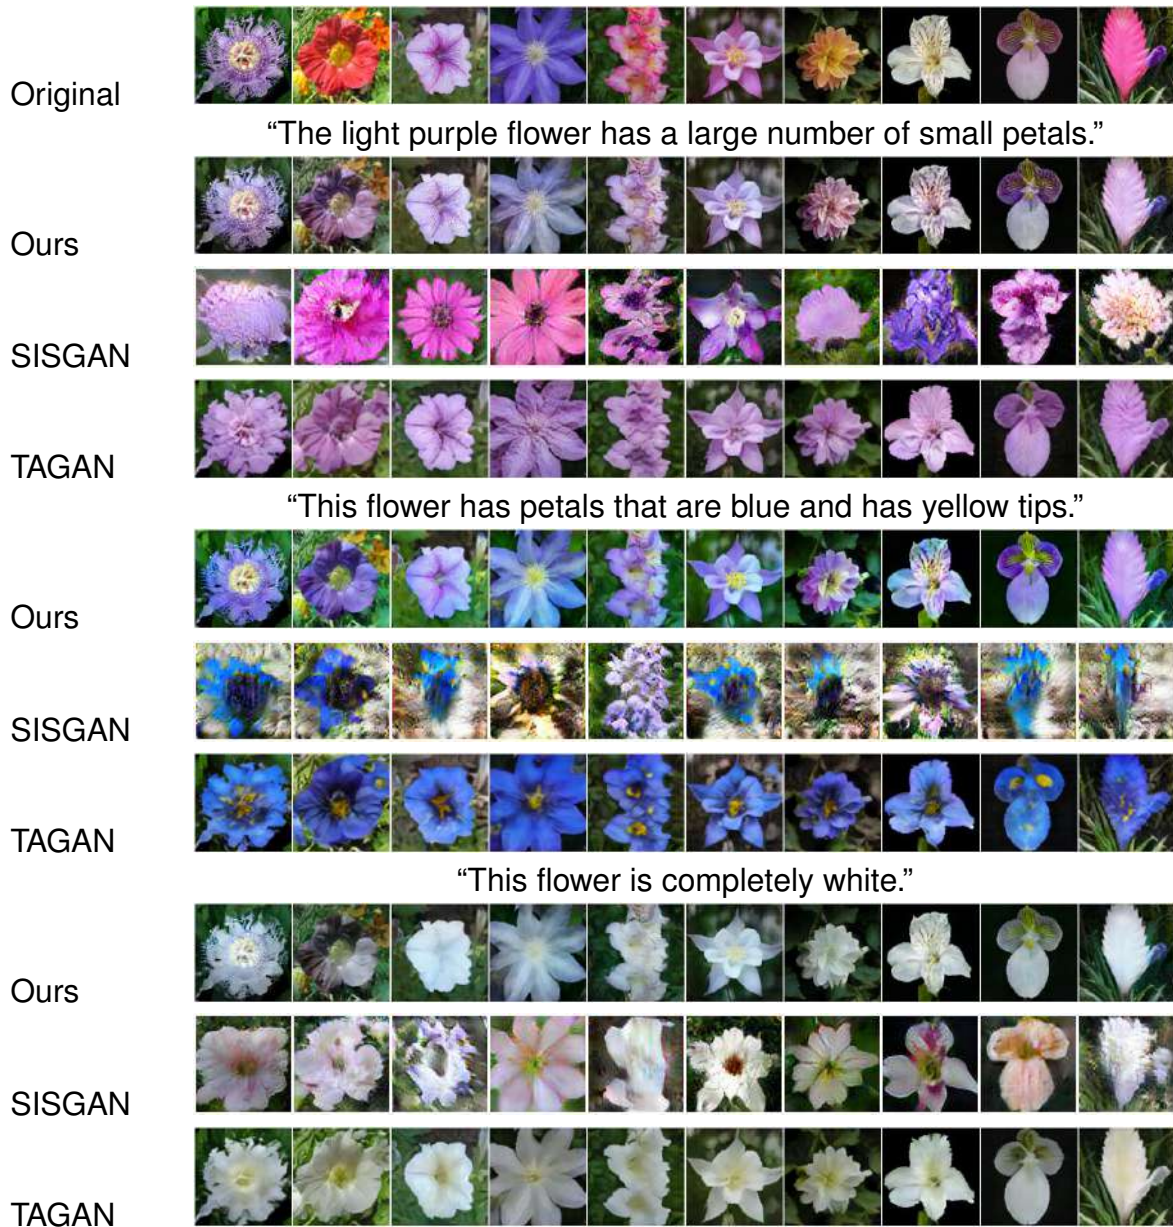 Original
“The light purple flower has a large number of small petals.”
Ours
SISGAN
TAGAN
“This flower has petals that are blue and has yellow tips.”
Ours
SISGAN
TAGAN
“This flower is completely white.”
Ours
SISGAN
TAGAN